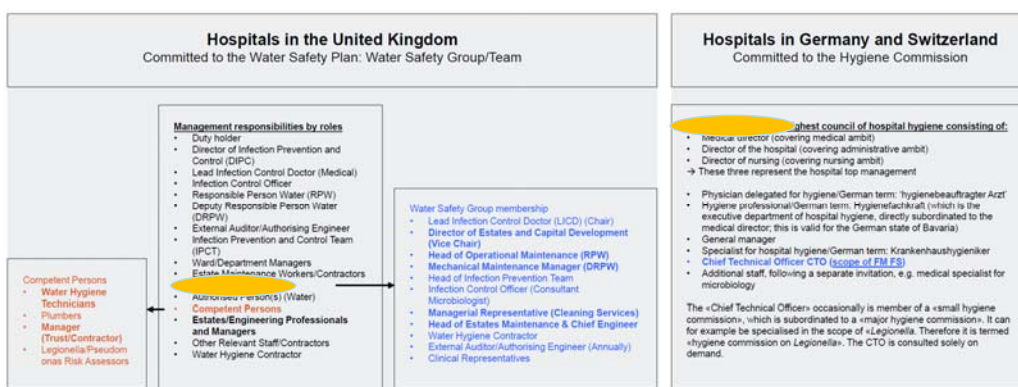 Hospitals in the United Kingdom
Committed to the Water Safety Plan: Water Safety Group/Team
Management responsibilities by roles
• Duty holder
• Director of Infection Prevention and
Control (DIPC)
• Lead Infection Control Doctor (Medical)
• Infection Control Officer
• Responsible Person Water (RPW)
• Deputy Responsible Person Water
(DRPW)
• External Auditor/Authorising Engineer
• Infection Prevention and Control Team
(IPCT)
• Ward/Department Managers
• Estate Maintenance Workers/Contractors
• Authorised Person(s) (Water)
• Competent Persons
• Estates/Engineering Professionals
and Managers
• Other Relevant Staff/Contractors
• Water Hygiene Contractor
Competent Persons
• Water Hygiene
Technicians
• Plumbers
• Manager
(Trust/Contractor)
• Legionella/Pseudom
onas Risk Assessors
Water Safety Group membership
• Lead Infection Control Doctor (LICD) (Chair)
• Director of Estates and Capital Development
(Vice Chair)
• Head of Operational Maintenance (RPW)
• Mechanical Maintenance Manager (DRPW)
• Head of Infection Prevention Team
• Infection Control Officer (Consultant
Microbiologist)
• Managerial Representative (Cleaning Services)
• Head of Estates Maintenance & Chief Engineer
• Water Hygiene Contractor
• External Auditor/Authorising Engineer (Annually)
• Clinical Representatives
Hospitals in Germany and Switzerland
Committed to the Hygiene Commission
council of hospital hygiene consisting of:
• Medical director (covering medical ambit)
• Director of the hospital (covering administrative ambit)
• Director of nursing (covering nursing ambit)
→ These three represent the hospital top management
• Physician delegated for hygiene/German term: 'hygienebeauftragter Arzt'
• Hygiene professional/German term: Hygienefachkraft (which is the
executive department of hospital hygiene, directly subordinated to the
medical director; this is valid for the German state of Bavaria)
• General manager
• Specialist for hospital hygiene/German term: Krankenhaushygieniker
• Chief Technical Officer CTO (scope of FM FS)
• Additional staff, following a separate invitation, e.g. medical specialist for
microbiology
The «Chief Technical Officer» occasionally is member of a «small hygiene
commission», which is subordinated to a «major hygiene commission». It can
for example be specialised in the scope of «Legionella. Therefore it is termed
«hygiene commission on Legionella». The CTO is consulted solely on
demand.